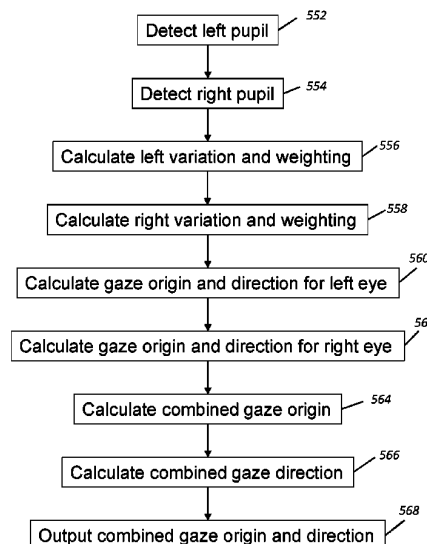 552
Detect left pupil
554
Detect right pupil
556
Calculate left variation and weighting
558
Calculate right variation and weighting
560
Calculate gaze origin and direction for left eye
Calculate gaze origin and direction for right eye
564
Calculate combined gaze origin
566
Calculate combined gaze direction
568
Output combined gaze origin and direction